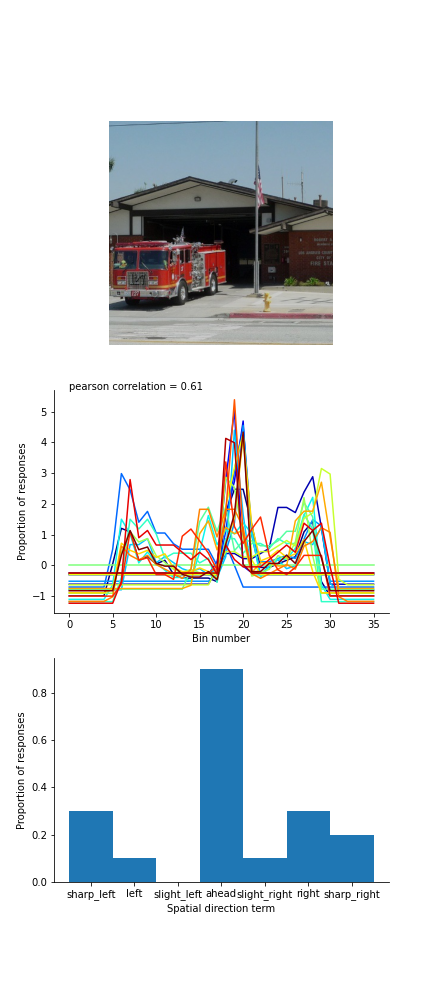 pearson correlation = 0.61
Proportion of responses
5
4
3
2
1
0
−1
0 5 10 15 20 25 30 35
Bin number
Proportion of responses
0.8
0.6
0.4
0.2
0.0
sharp_left left slight_left ahead slight_right right sharp_right
Spatial direction term